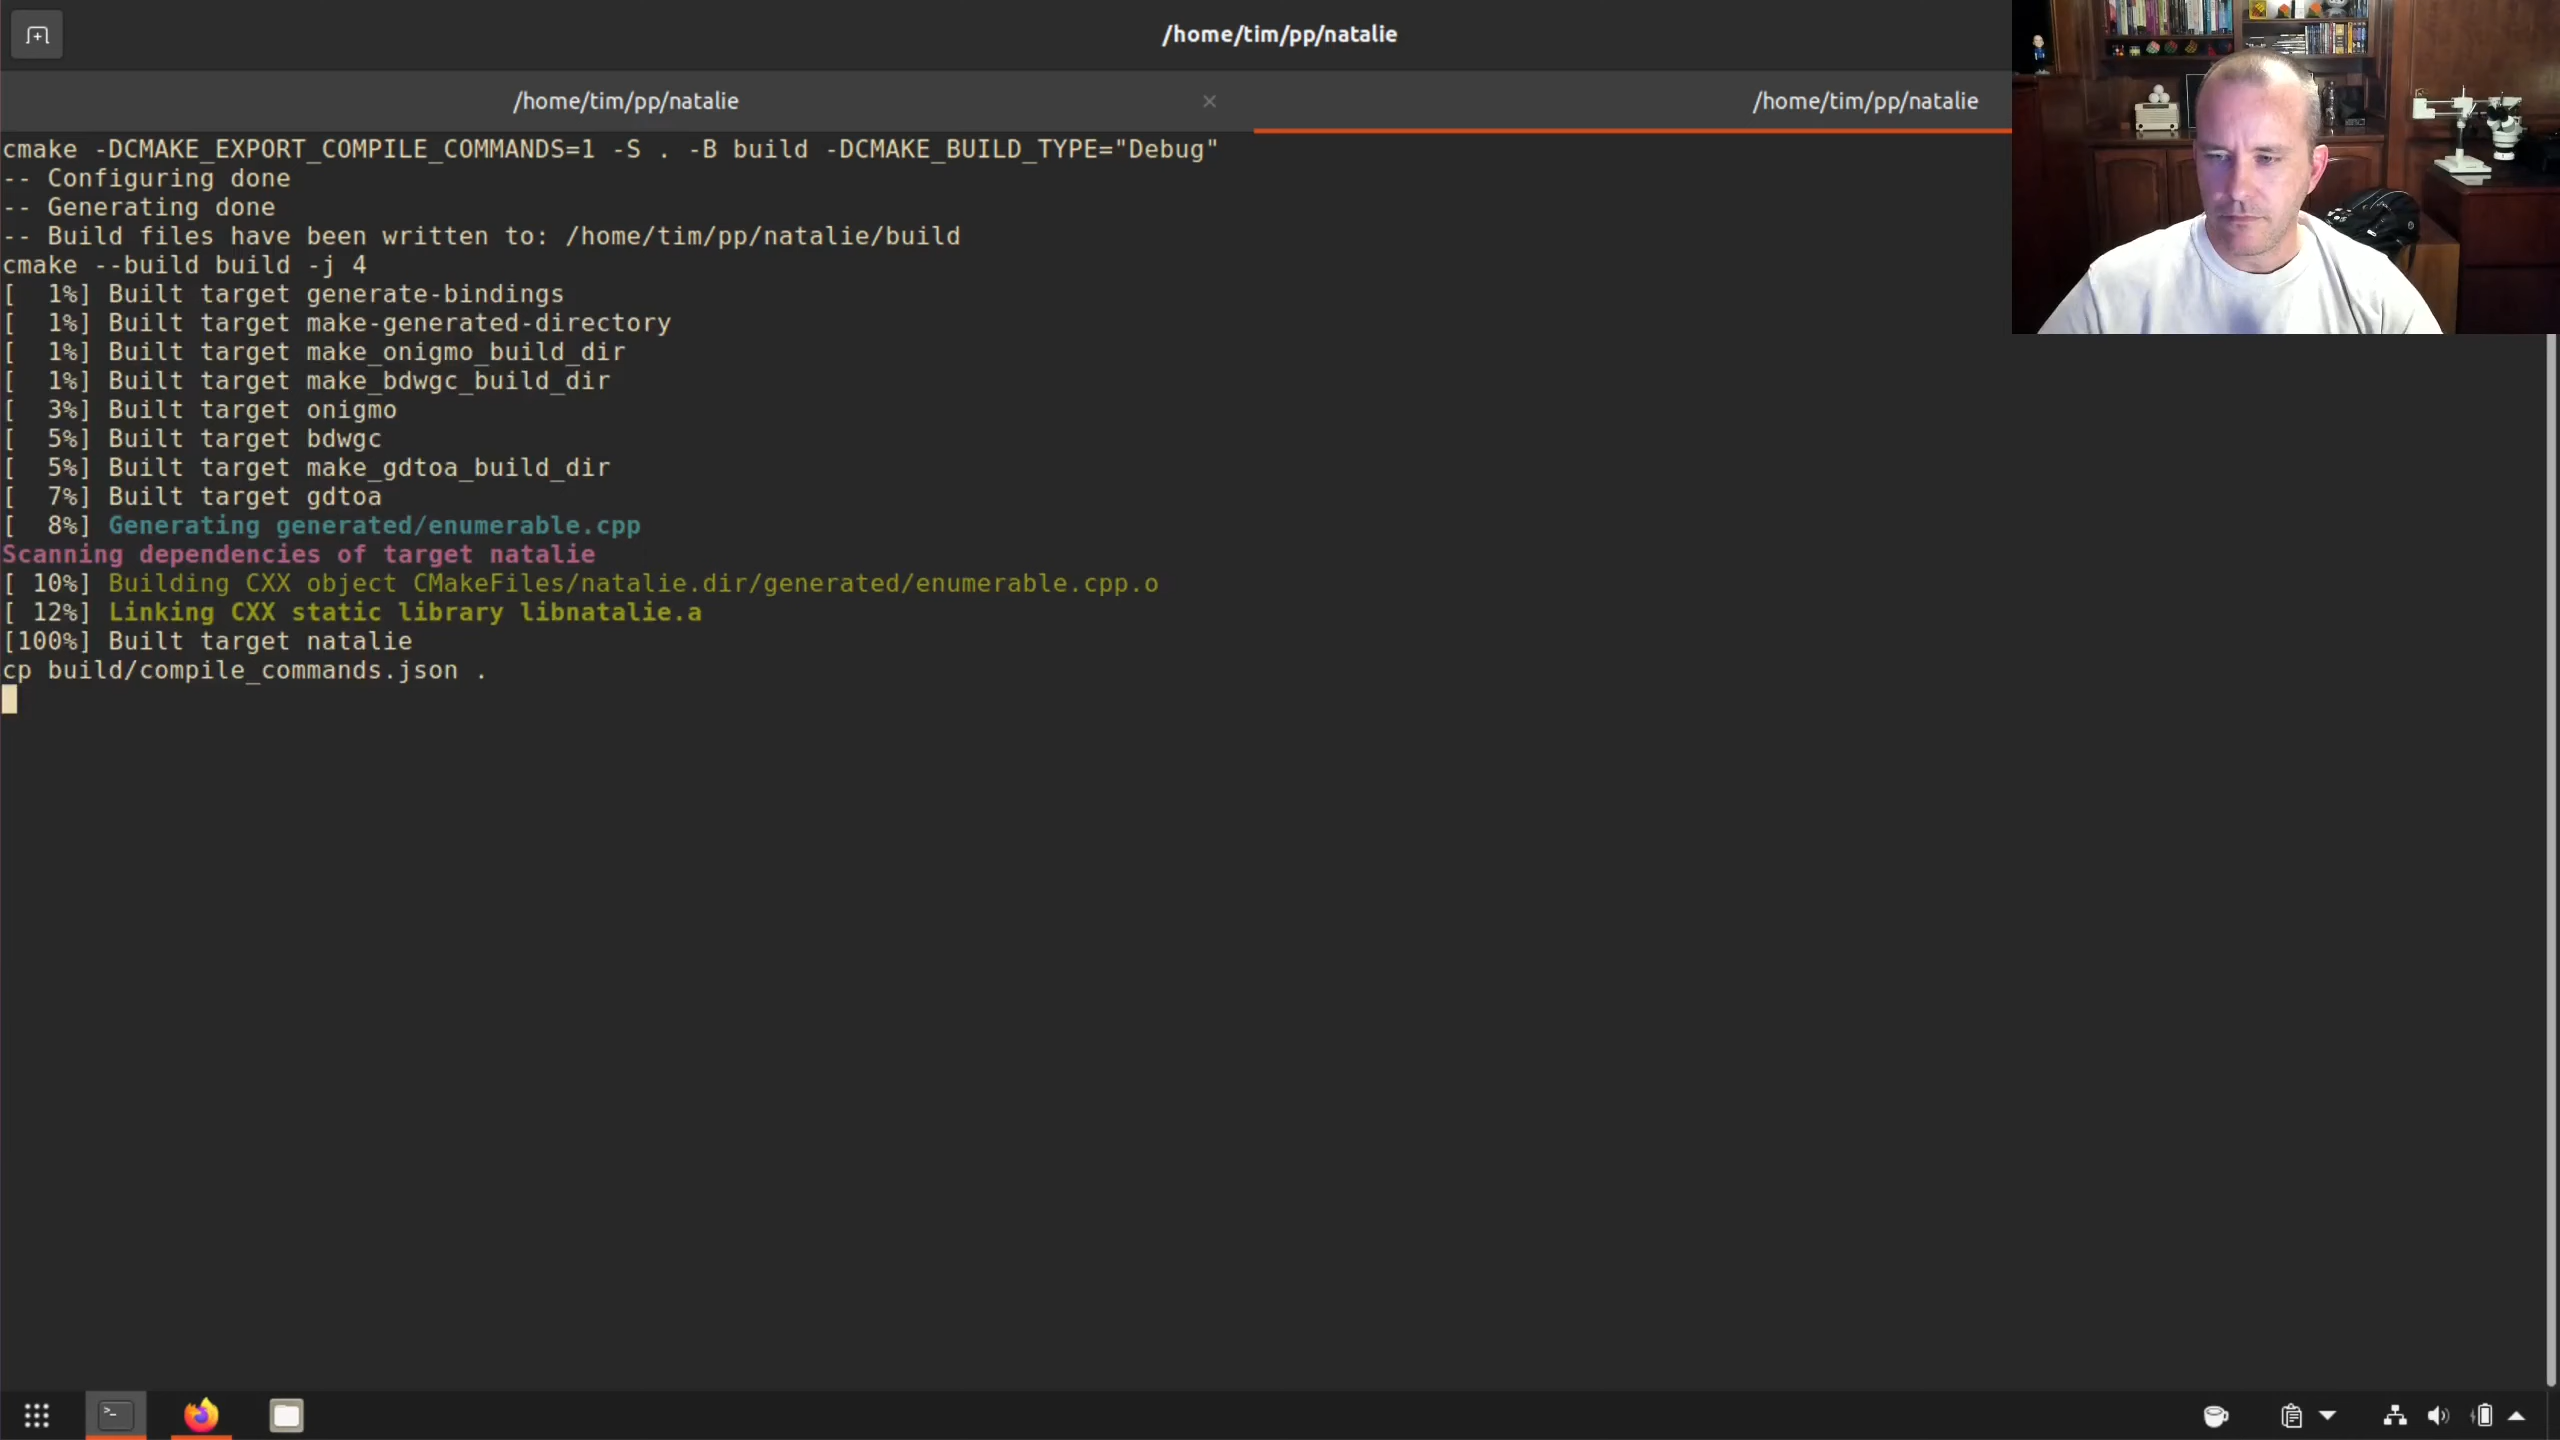 /home/tim/pp/natalie
/home/tim/pp/natalie
/home/tim/pp/natalie
cmake -DCMAKE_EXPORT_COMPILE_COMMANDS=1 -S . -B build -DCMAKE_BUILD_TYPE="Debug"
-- Configuring done
-- Generating done
-- Build files have been written to: /home/tim/pp/natalie/build
cmake --build build -j 4
[  1%] Built target generate-bindings
[  1%] Built target make-generated-directory
[  1%] Built target make_onigmo_build_dir
[  1%] Built target make_bdwgc_build_dir
[  3%] Built target onigmo
[  5%] Built target bdwgc
[  5%] Built target make_gdtoa_build_dir
[  7%] Built target gdtoa
[  8%] Generating generated/enumerable.cpp
Scanning dependencies of target natalie
[ 10%] Building CXX object CMakeFiles/natalie.dir/generated/enumerable.cpp.o
[ 12%] Linking CXX static library libnatalie.a
[100%] Built target natalie
cp build/compile_commands.json .